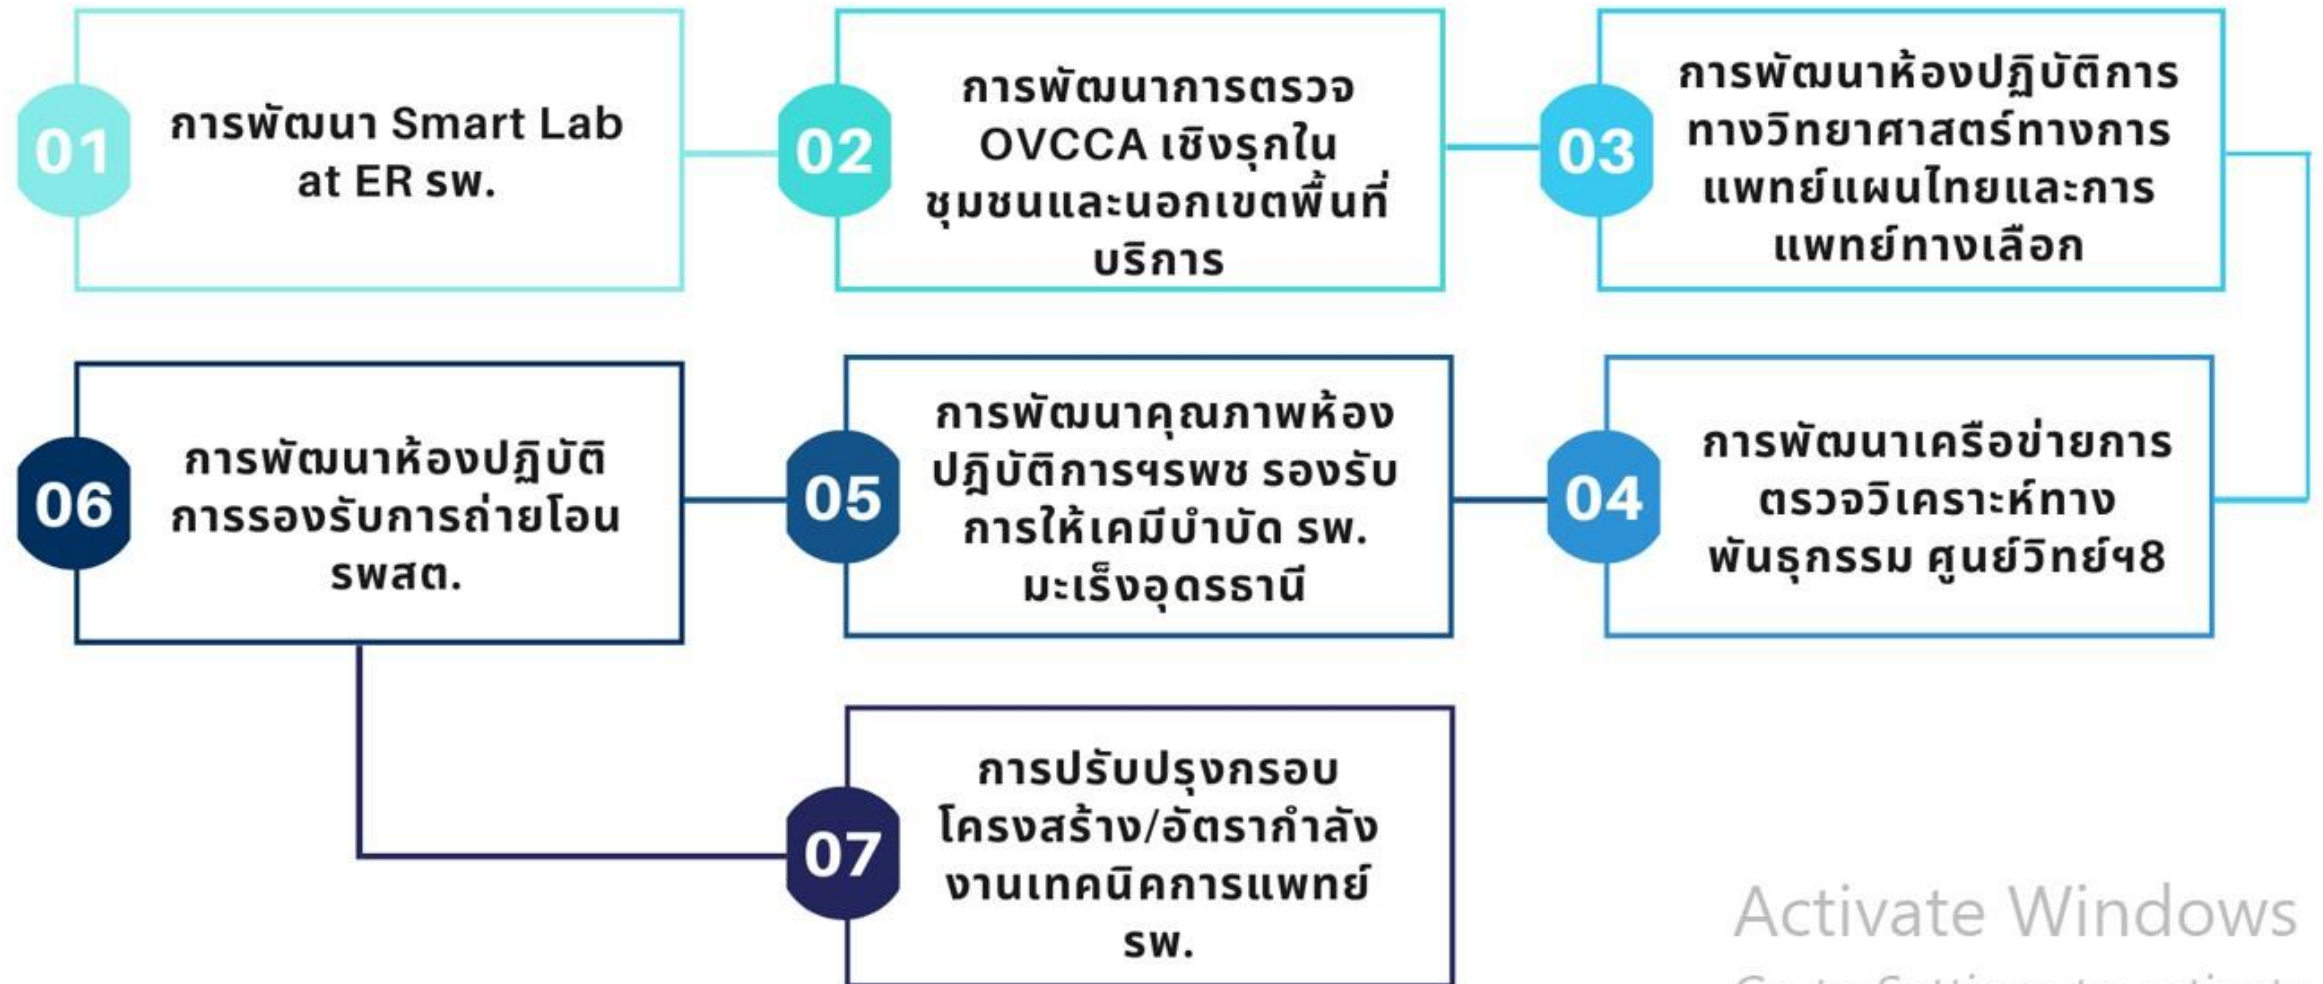 01
การพัฒนา Smart Lab
at ER รพ.
02
การพัฒนาการตรวจ
OVCCA เชิงรุกใน
ชุมชนและนอกเขตพื้นที่
บริการ
03
การพัฒนาห้องปฏิบัติการ
ทางวิทยาศาสตร์ทางการ
แพทย์แผนไทยและการ
แพทย์ทางเลือก
04
การพัฒนาเครือข่ายการ
ตรวจวิเคราะห์ทาง
พันธุกรรม ศูนย์วิทย์ฯ8
05
การพัฒนาคุณภาพห้อง
ปฎิบัติการฯรพช รองรับ
การให้เคมีบำบัด รพ.
มะเร็งอุดรธานี
06
การพัฒนาห้องปฏิบัติ
การรองรับการถ่ายโอน
รพสต.
07
การปรับปรุงกรอบ
โครงสร้าง/อัตรากำลัง
งานเทคนิคการแพทย์
รพ.
Activate Windows